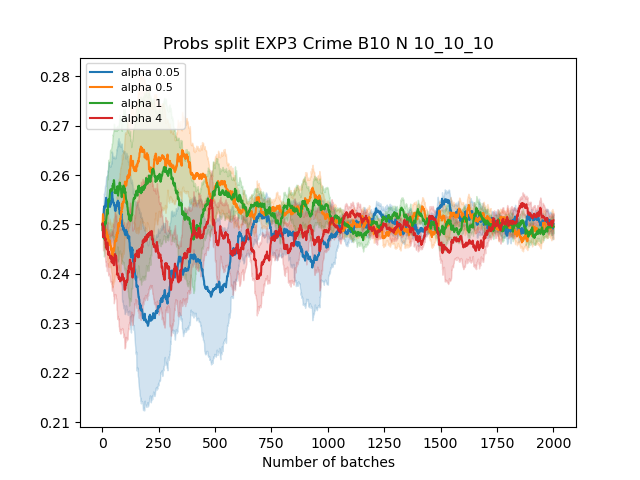 Probs split EXP3 Crime B10 N 10_10_10
alpha 0.05
alpha 0.5
alpha 1
alpha 4
0.28
0.27
0.26
0.25
0.24
0.23
0.22
0.21
0 250 500 750 1000 1250 1500 1750 2000
Number of batches